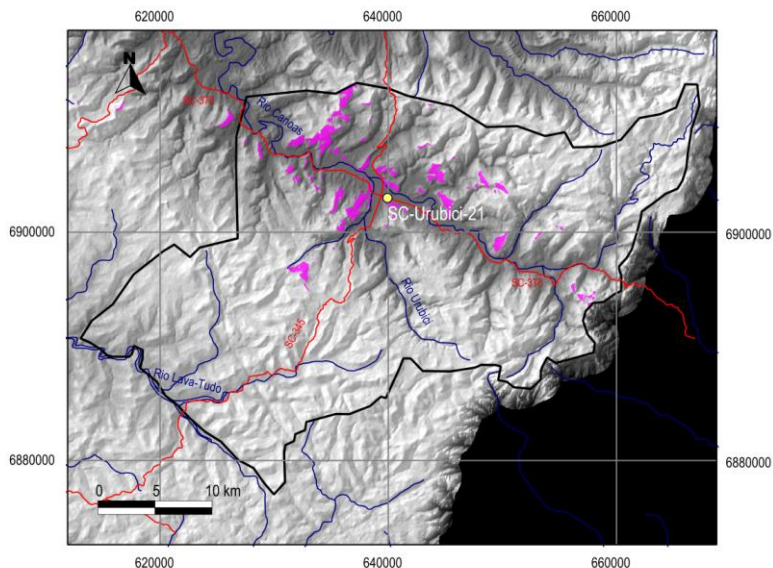 620000 640000 660000
N
SC-370
Rio Canoas
SC-Urubici-21
6900000 6900000
SC-370
Rio Urubici
SC-345
Rio Lava-Tudo
6880000 6880000
0 5 10 km
620000 640000 660000